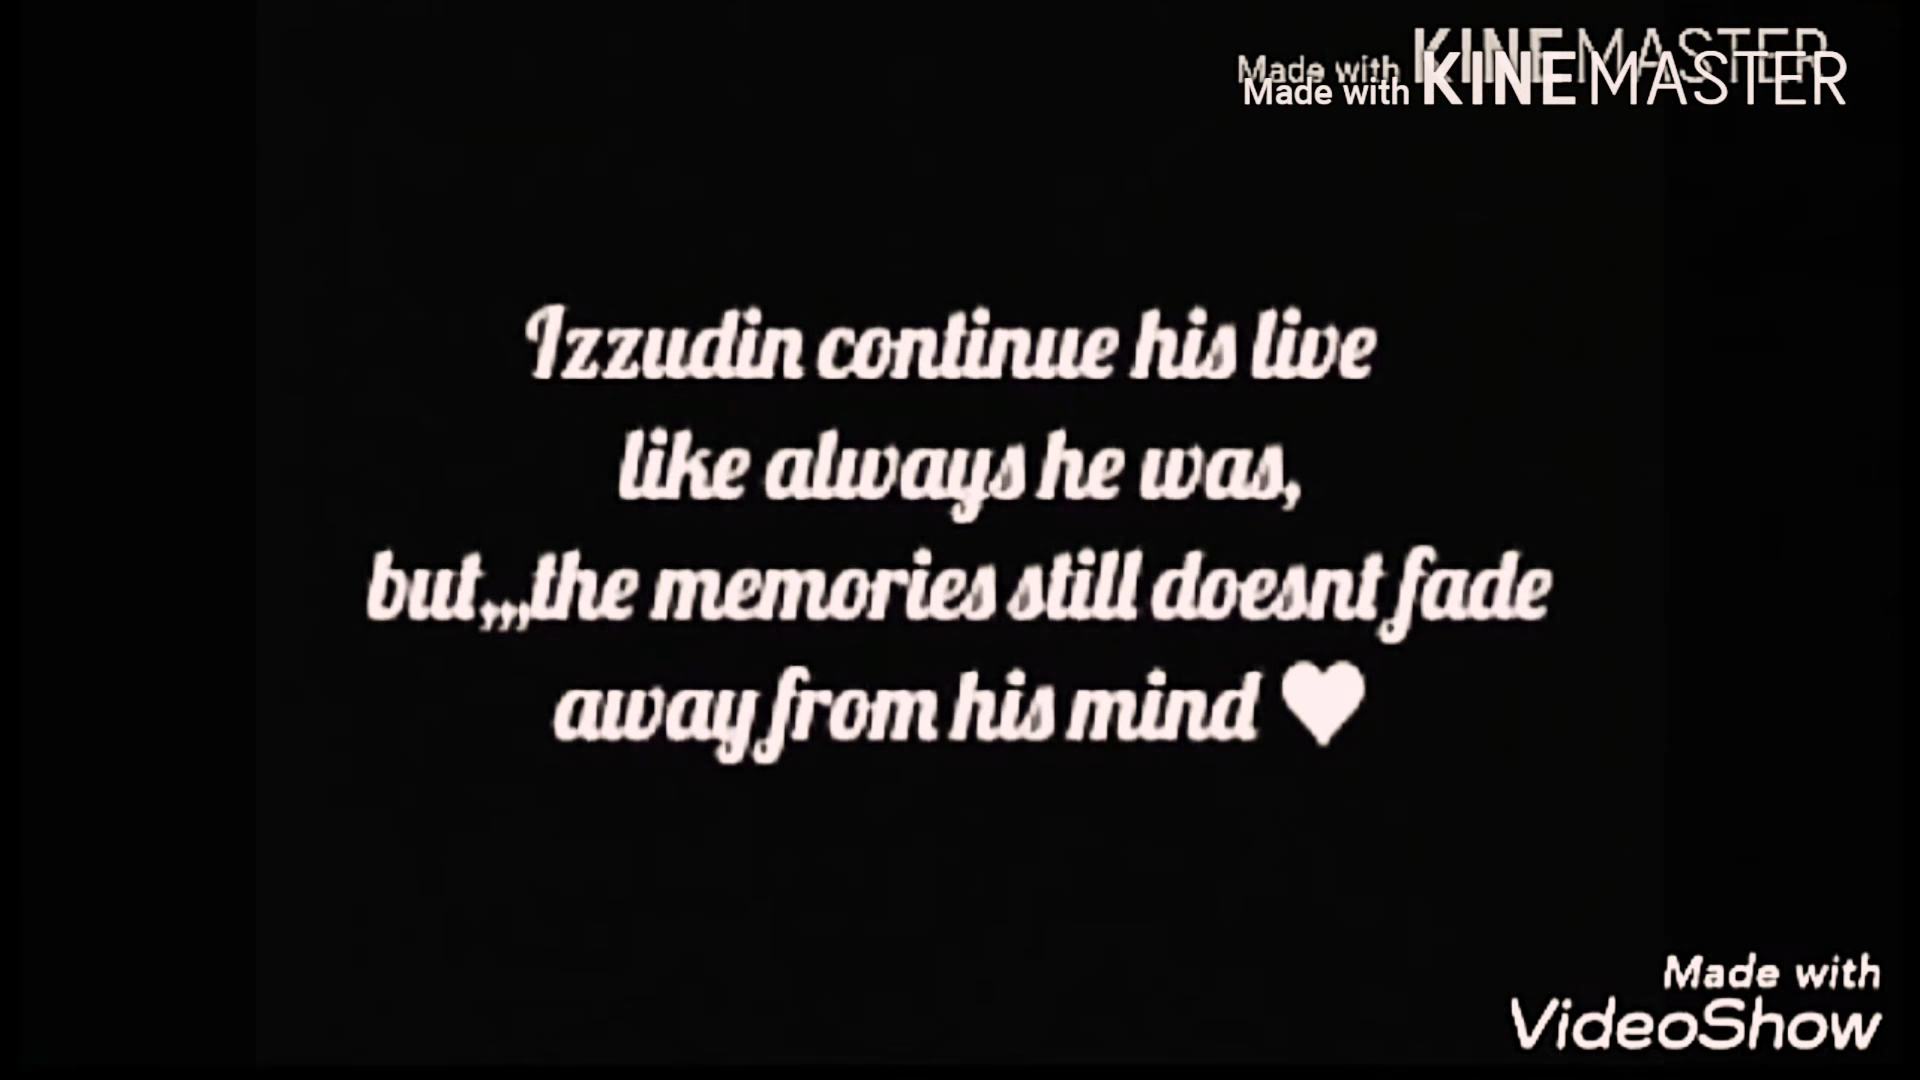 Made with KINEMASTER
Made with KINEMASTER
Izzudin continue his live
like always he was,
but,,,the memories still doesnt fade
away from his mind ♥
Made with
VideoShow